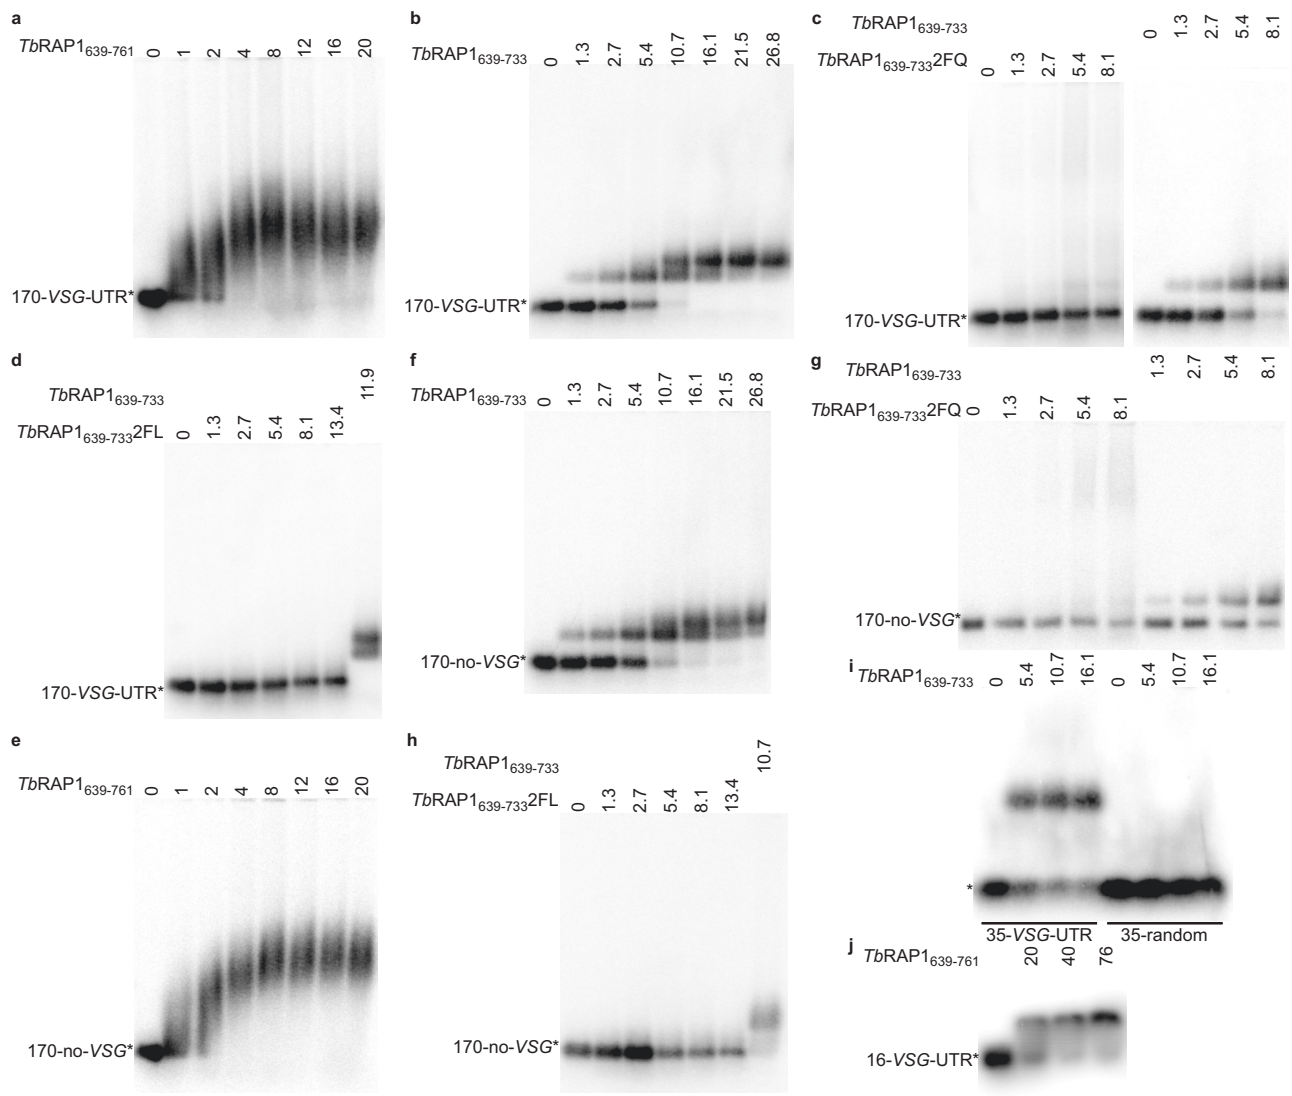 a
TbRAP1639-761 0 1 2 4 8 12 16 20
170-VSG-UTR*
b
TbRAP1639-733 0 1.3 2.7 5.4 10.7 16.1 21.5 26.8
170-VSG-UTR*
c
TbRAP1639-733 0 1.3 2.7 5.4 8.1
TbRAP1639-7332FQ 0 1.3 2.7 5.4 8.1
170-VSG-UTR*
d
TbRAP1639-733 11.9
TbRAP1639-7332FL 0 1.3 2.7 5.4 8.1 13.4
170-VSG-UTR*
f
TbRAP1639-733 0 1.3 2.7 5.4 10.7 16.1 21.5 26.8
170-no-VSG*
g
TbRAP1639-733 1.3 2.7 5.4 8.1
TbRAP1639-7332FQ 0 1.3 2.7 5.4 8.1
170-no-VSG*
e
TbRAP1639-761 0 1 2 4 8 12 16 20
170-no-VSG*
h
TbRAP1639-733 10.7
TbRAP1639-7332FL 0 1.3 2.7 5.4 8.1 13.4
170-no-VSG*
i
TbRAP1639-733 0 5.4 10.7 16.1 0 5.4 10.7 16.1
*
35-VSG-UTR 35-random
j
TbRAP1639-761 20 40 76
16-VSG-UTR*